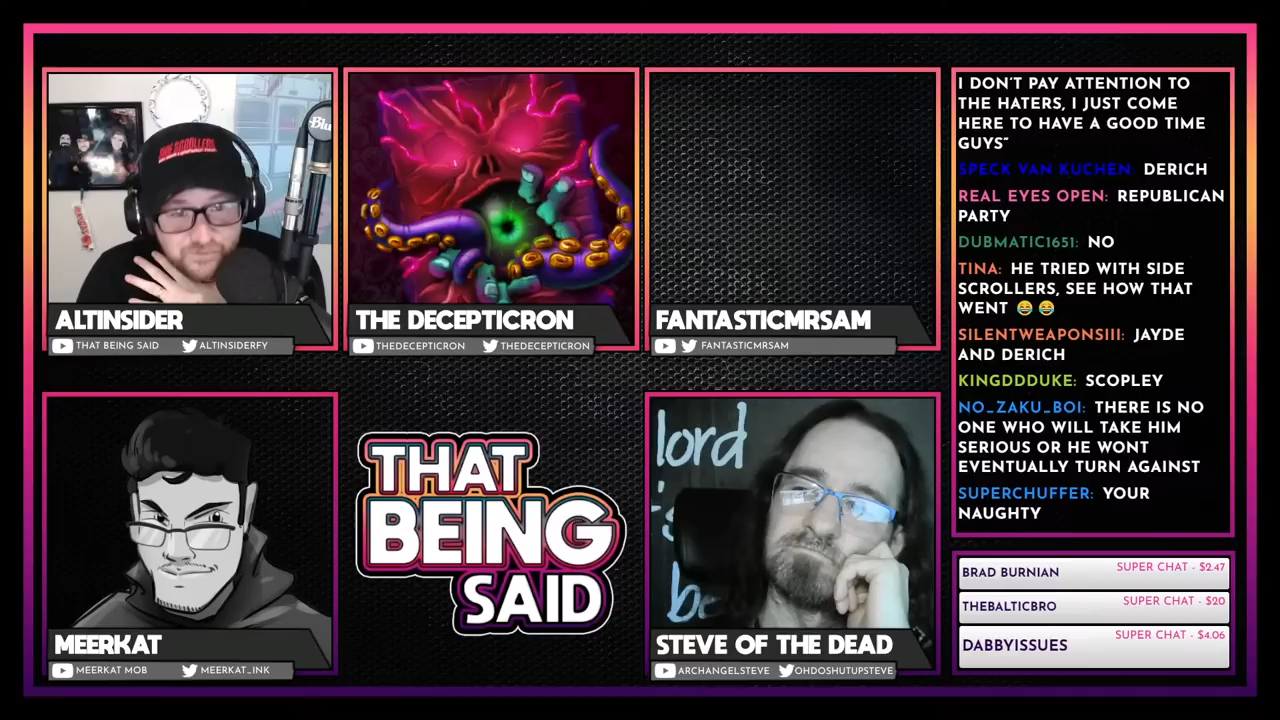 SIDE SCROLLERS
Blu
ALTINSIDER
THAT BEING SAID ALTINSIDERFY
THE DECEPTICRON
THEDECEPTICRON THEDECEPTICRON
FANTASTICMRSAM
FANTASTICMRSAM
MEERKAT
MEERKAT MOB MEERKAT_INK
THAT
BEING
SAID
lord
be
STEVE OF THE DEAD
ARCHANGELSTEVE OHDOSHUTUPSTEVE
I DON'T PAY ATTENTION TO
THE HATERS, I JUST COME
HERE TO HAVE A GOOD TIME
GUYS"
SPECK VAN KUCHEN: DERICH
REAL EYES OPEN: REPUBLICAN
PARTY
DUBMATIC1651: NO
TINA: HE TRIED WITH SIDE
SCROLLERS, SEE HOW THAT
WENT 😂 😂
SILENTWEAPONSIII: JAYDE
AND DERICH
KINGDDDUKE: SCOPLEY
NO_ZAKU_BOI: THERE IS NO
ONE WHO WILL TAKE HIM
SERIOUS OR HE WONT
EVENTUALLY TURN AGAINST
SUPERCHUFFER: YOUR
NAUGHTY
BRAD BURNIAN SUPER CHAT - $2.47
THEBALTICBRO SUPER CHAT - $20
DABBYISSUES SUPER CHAT - $4.06